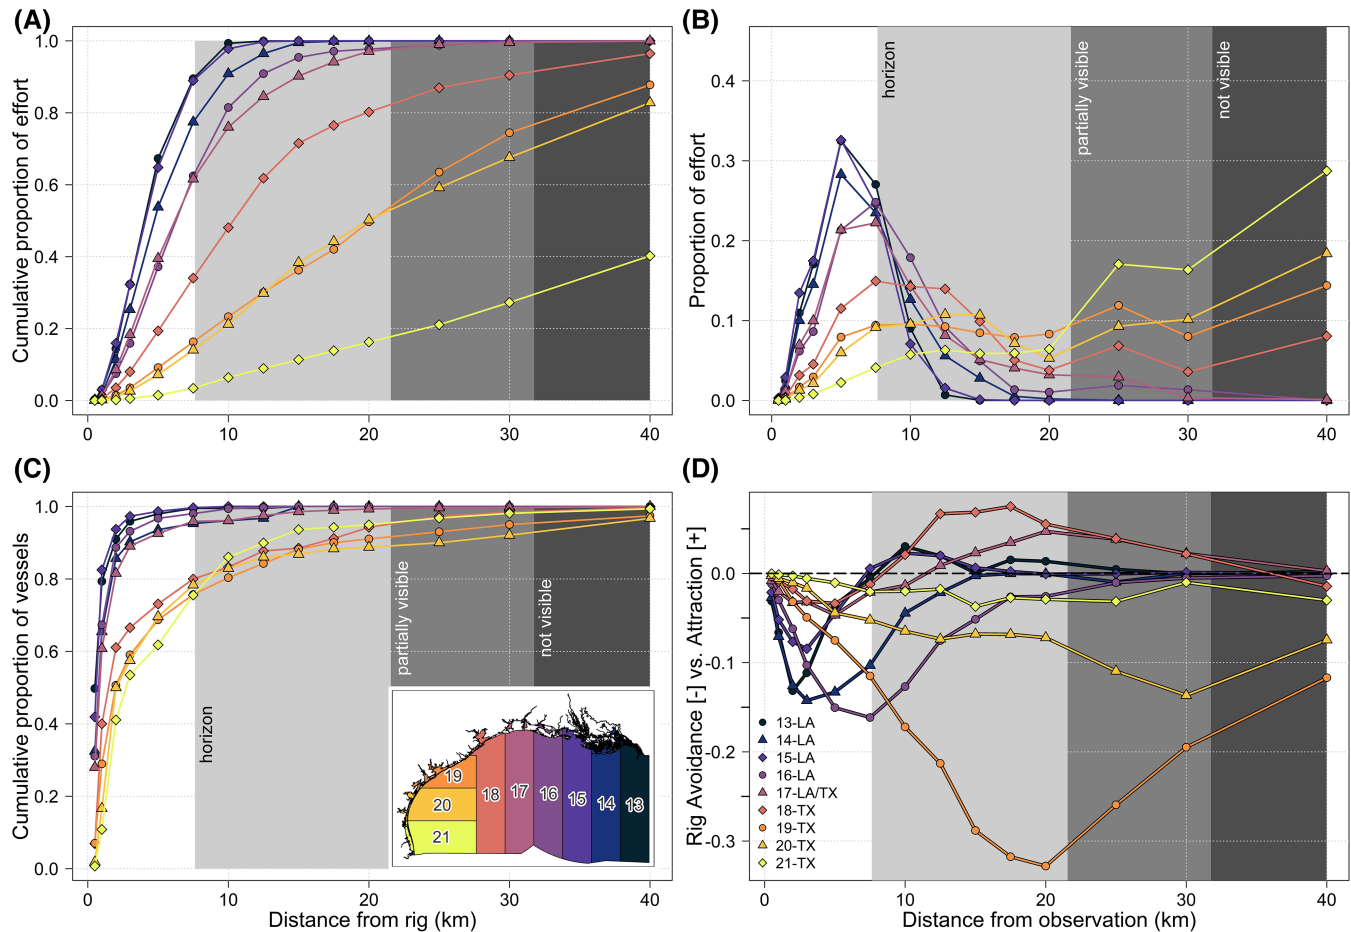 (A)
Cumulative proportion of effort
1.0
0.8
0.6
0.4
0.2
0.0
0
10
20
30
40
(B)
Proportion of effort
0.4
0.3
0.2
0.1
0.0
horizon
partially visible
not visible
0
10
20
30
40
(C)
Cumulative proportion of vessels
1.0
0.8
0.6
0.4
0.2
0.0
horizon
partially visible
not visible
19
20
21
18
17
16
15
14
13
0
10
20
30
40
Distance from rig (km)
(D)
Rig Avoidance [-] vs. Attraction [+]
0.0
-0.1
-0.2
-0.3
13-LA
14-LA
15-LA
16-LA
17-LA/TX
18-TX
19-TX
20-TX
21-TX
0
10
20
30
40
Distance from observation (km)